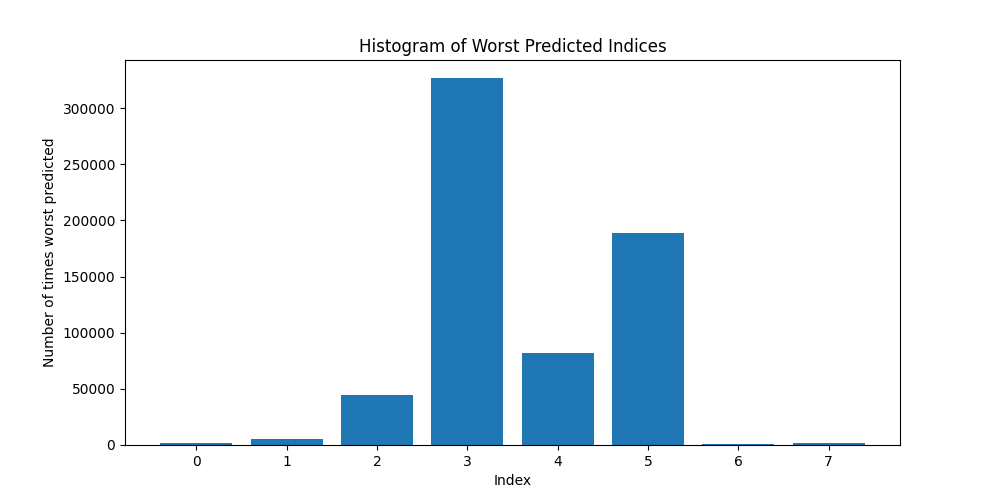 Histogram of Worst Predicted Indices
Number of times worst predicted
300000
250000
200000
150000
100000
50000
0
0 1 2 3 4 5 6 7
Index